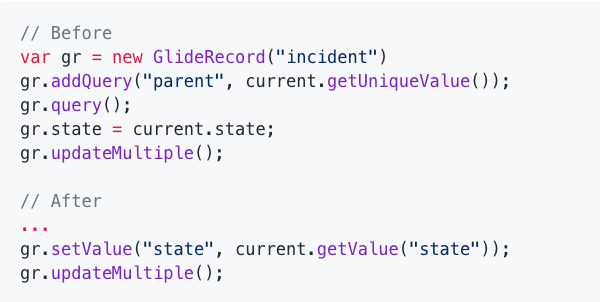 // Before
var gr = new GlideRecord("incident")
gr.addQuery("parent", current.getUniqueValue());
gr.query();
gr.state = current.state;
gr.updateMultiple();
// After
...
gr.setValue("state", current.getValue("state"));
gr.updateMultiple();